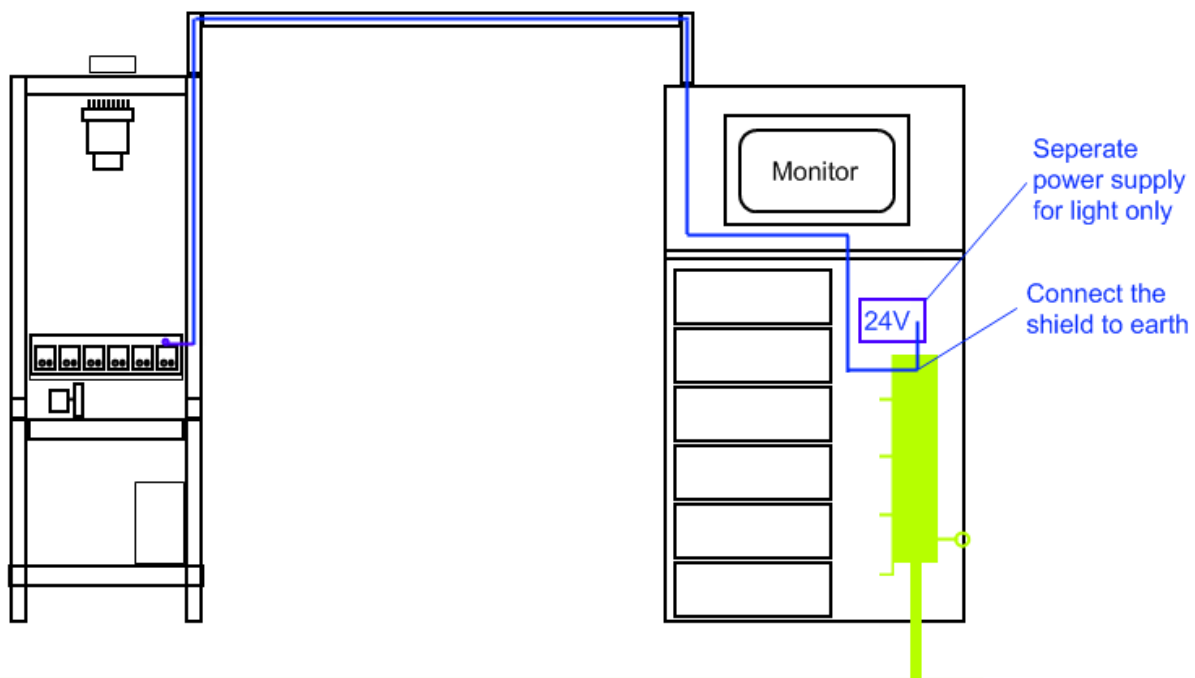 Monitor
Seperate
power supply
for light only
Connect the
shield to earth
24V